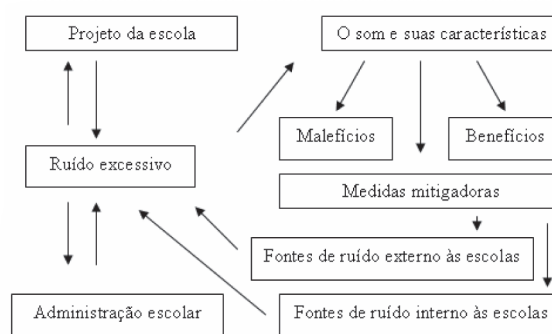 Projeto da escola
O som e suas características
Malefícios
Benefícios
Ruído excessivo
Medidas mitigadoras
Fontes de ruído externo às escolas
Administração escolar
Fontes de ruído interno às escolas